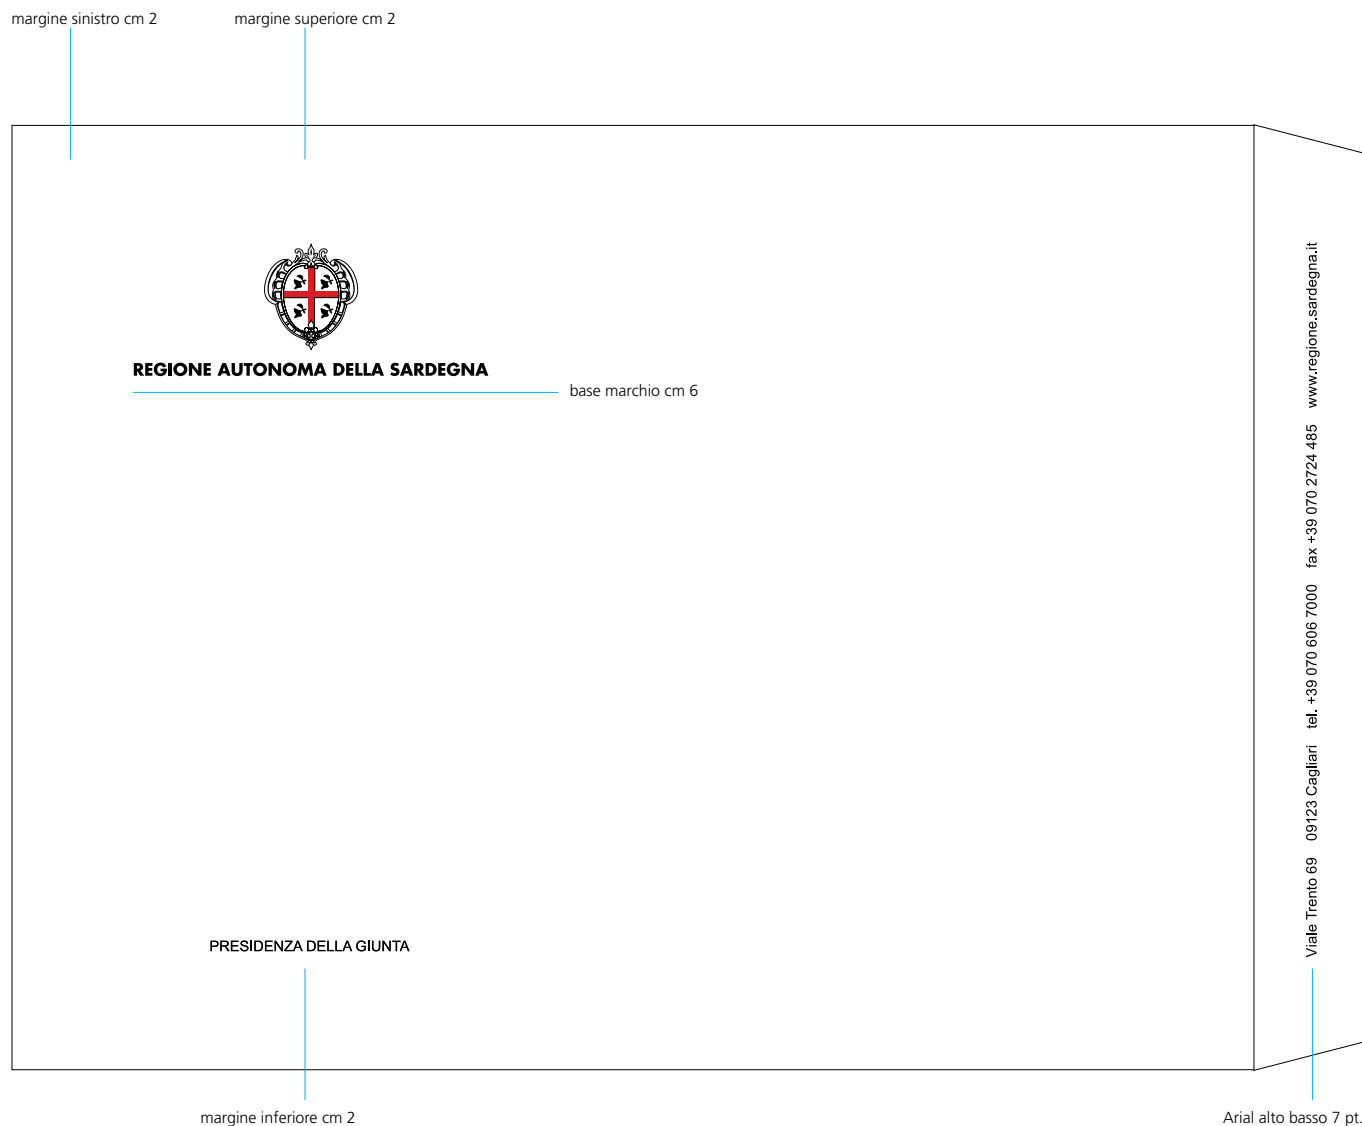 margine sinistro cm 2
margine superiore cm 2
REGIONE AUTONOMA DELLA SARDEGNA
base marchio cm 6
PRESIDENZA DELLA GIUNTA
Viale Trento 69 09123 Cagliari tel. +39 070 606 7000 fax +39 070 2724 485 www.regione.sardegna.it
margine inferiore cm 2
Arial alto basso 7 pt.